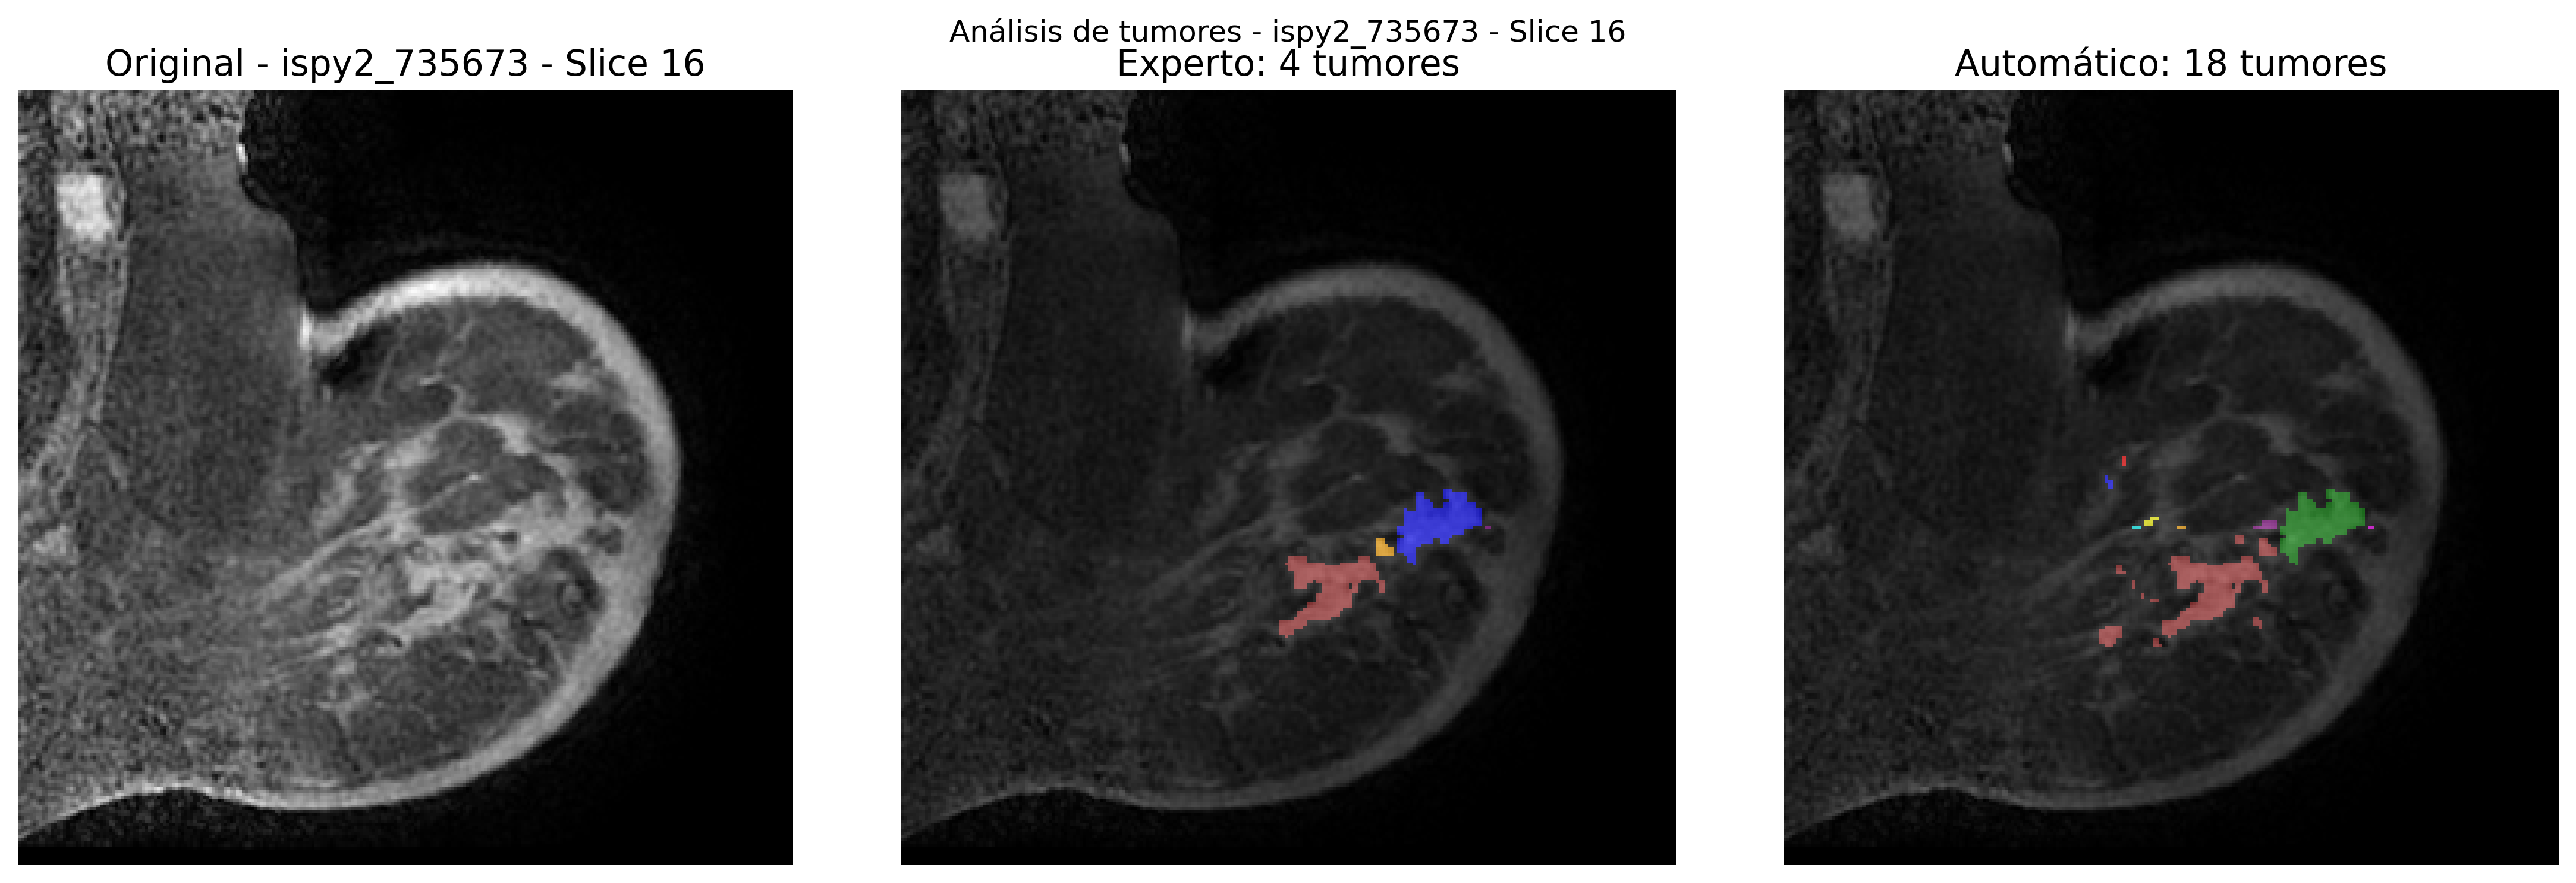 Análisis de tumores - ispy2_735673 - Slice 16
Original - ispy2_735673 - Slice 16
Experto: 4 tumores
Automático: 18 tumores